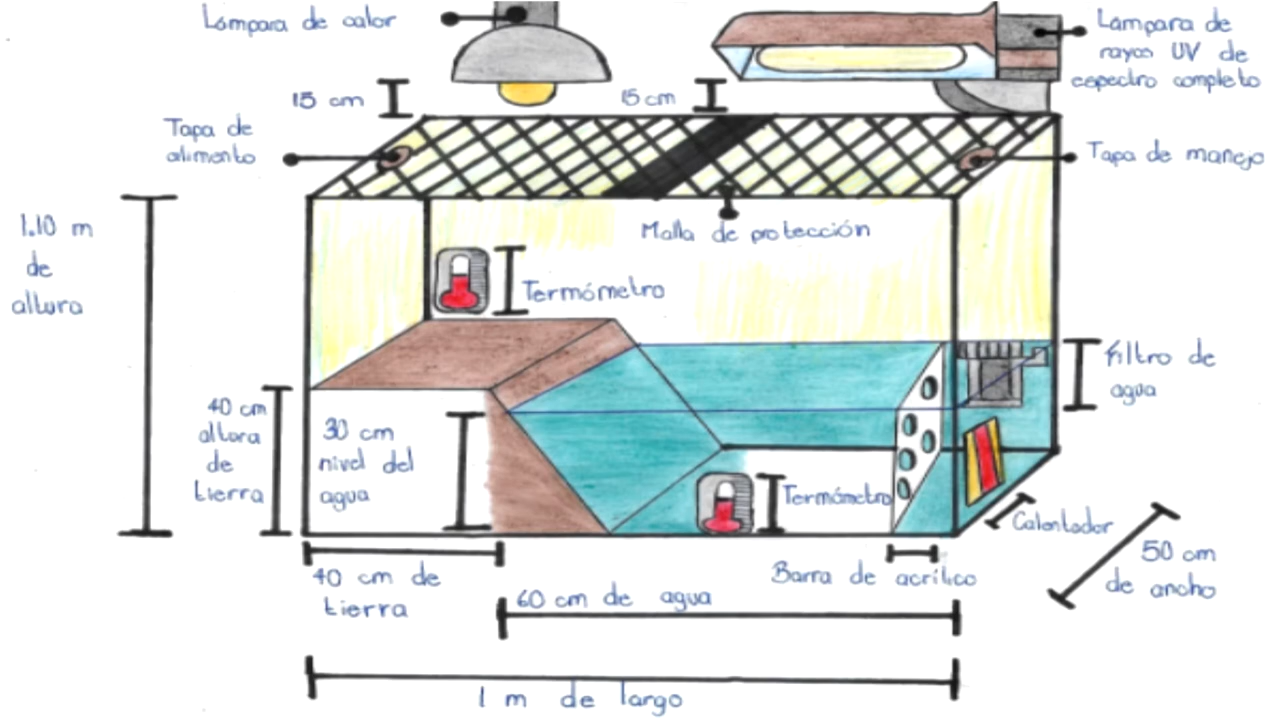 Lámpara de calor
Lámpara de
rayos UV de
espectro completo
15 cm
15 cm
Tapa de
alimento
Tapa de manejo
Malla de protección
1.10 m
de
altura
Termómetro
filtro de
agua
40 cm
altura
de
tierra
30 cm
nivel del
agua
Termómetro
Calentador
50 cm
de ancho
40 cm de
tierra
Barra de acrílico
60 cm de agua
1 m de largo